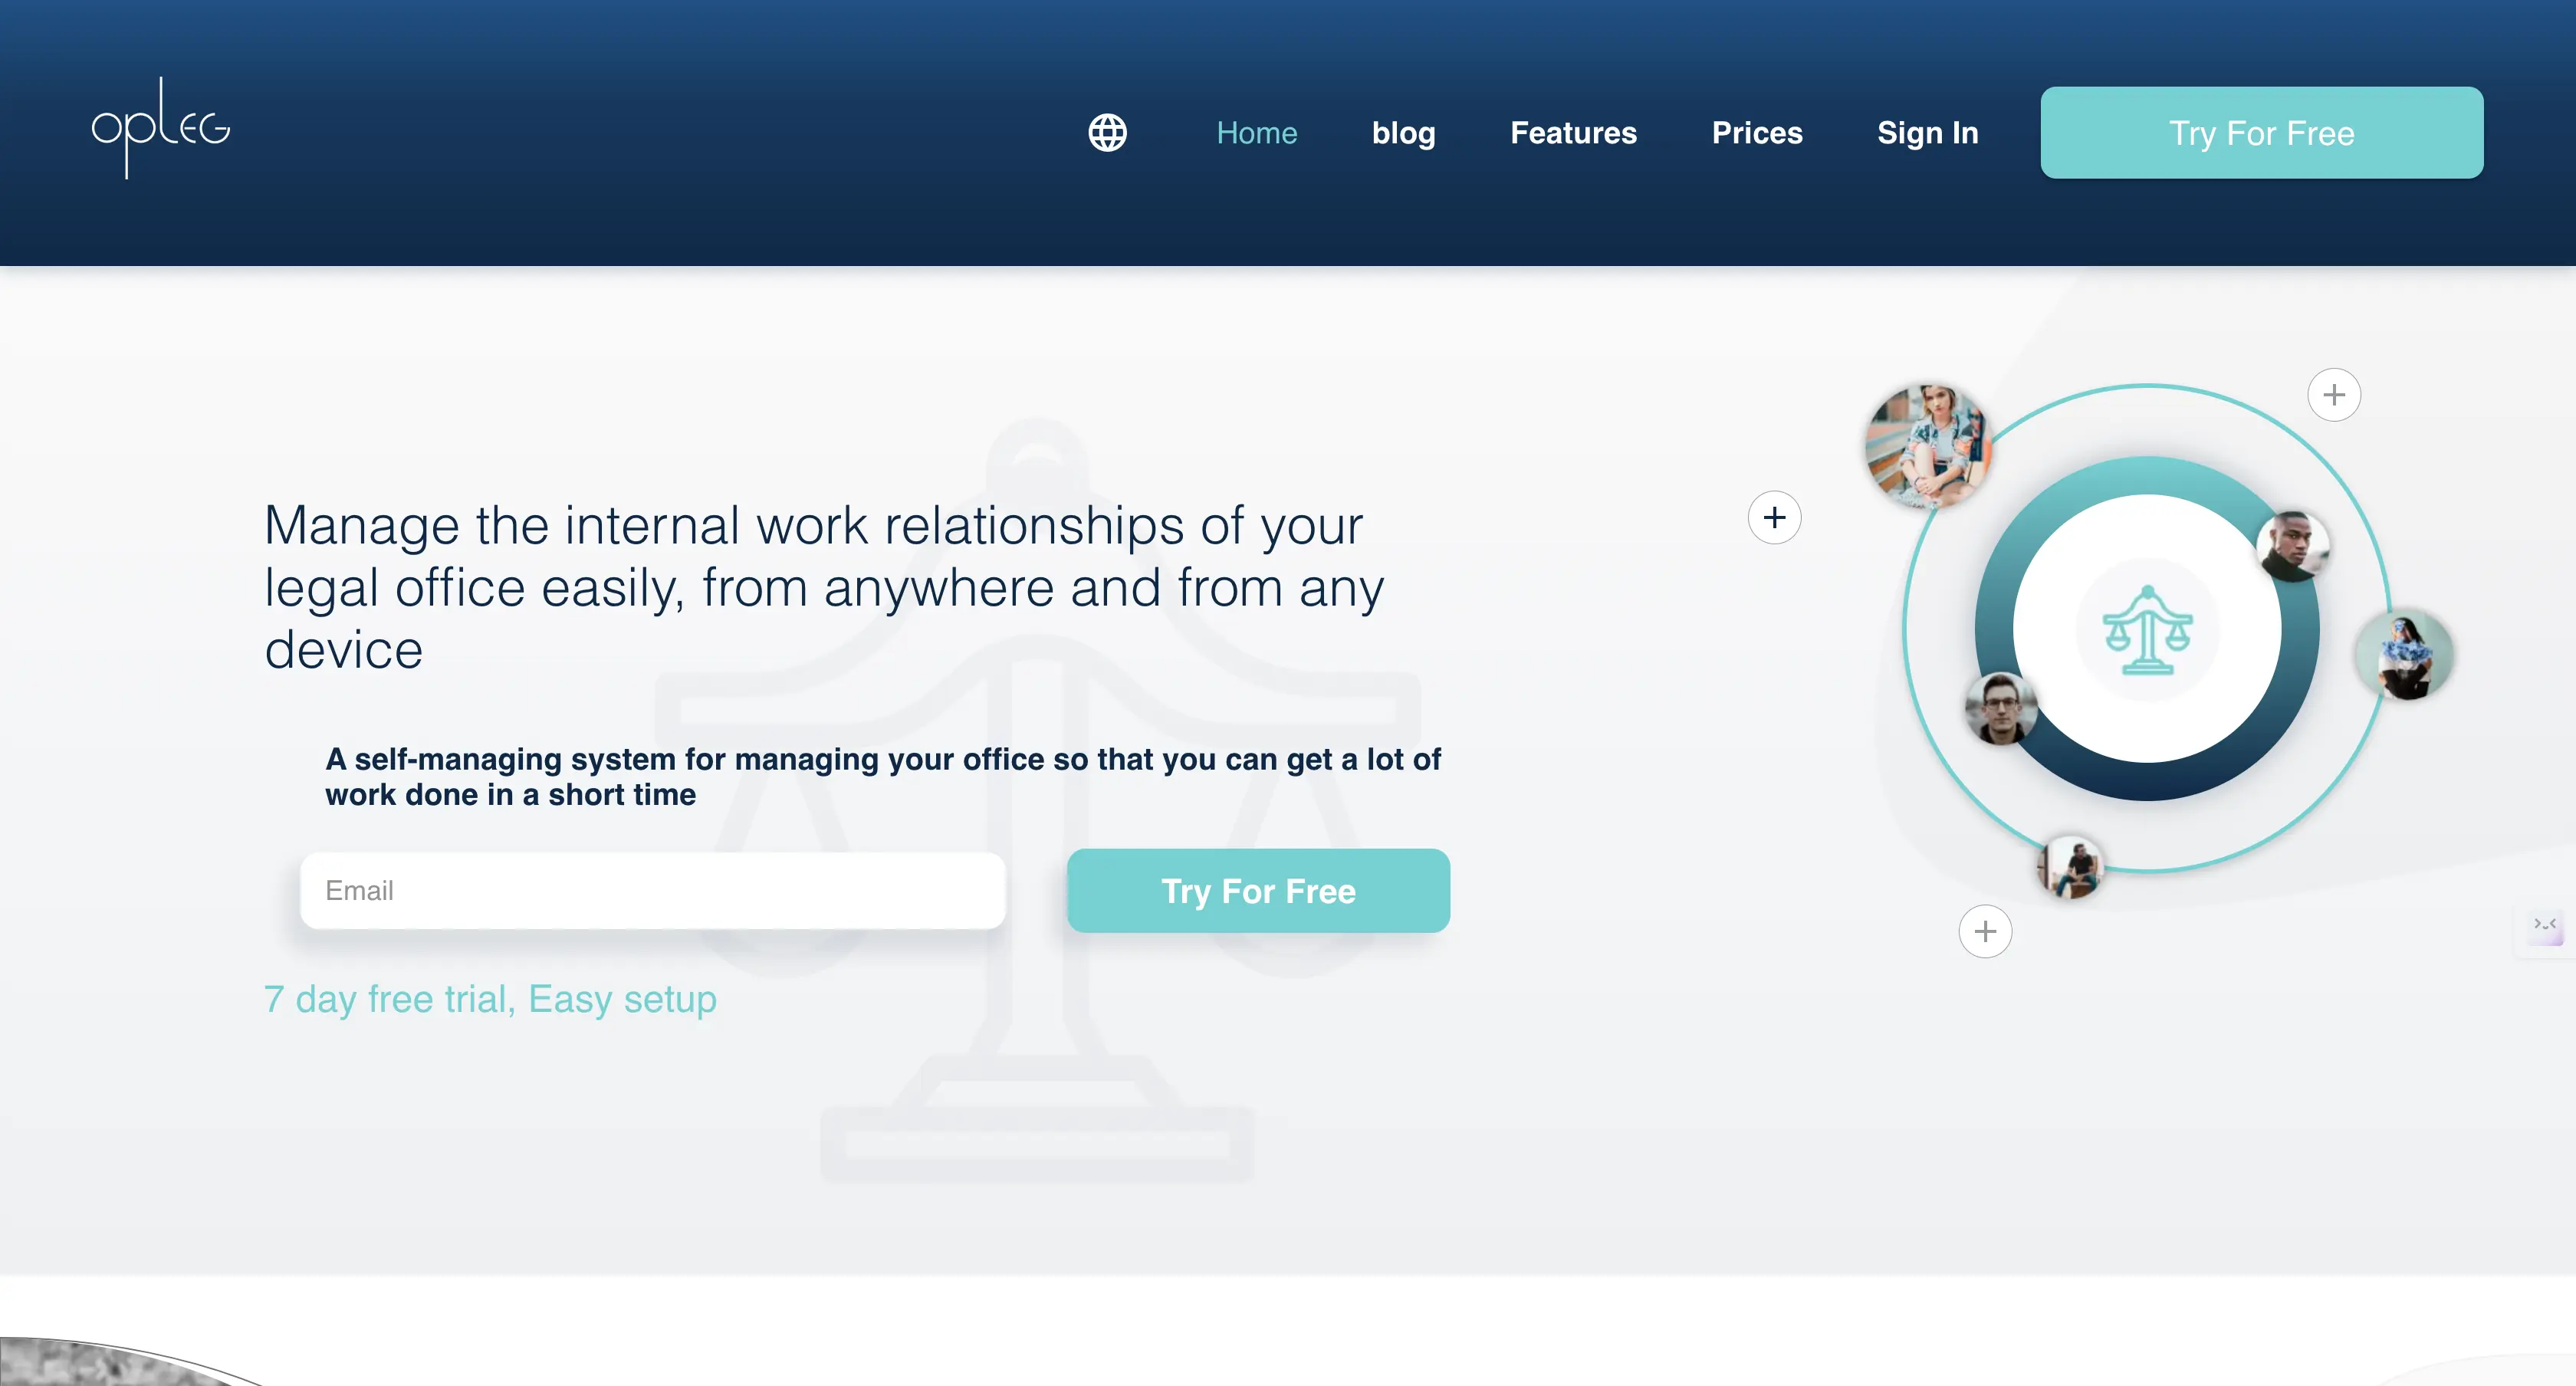 opleg
Home
blog
Features
Prices
Sign In
Try For Free
Manage the internal work relationships of your
legal office easily, from anywhere and from any
device
A self-managing system for managing your office so that you can get a lot of
work done in a short time
Email
Try For Free
7 day free trial, Easy setup